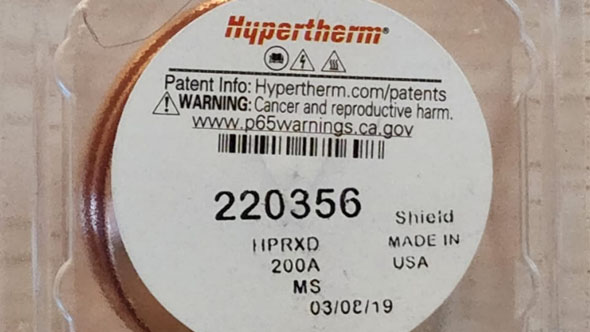 Hypertherm®
Patent Info: Hypertherm.com/patents
WARNING: Cancer and reproductive harm.
www.p65warnings.ca.gov
220356
Shield
HPRXD
MADE IN
200A
USA
MS
03/08/19